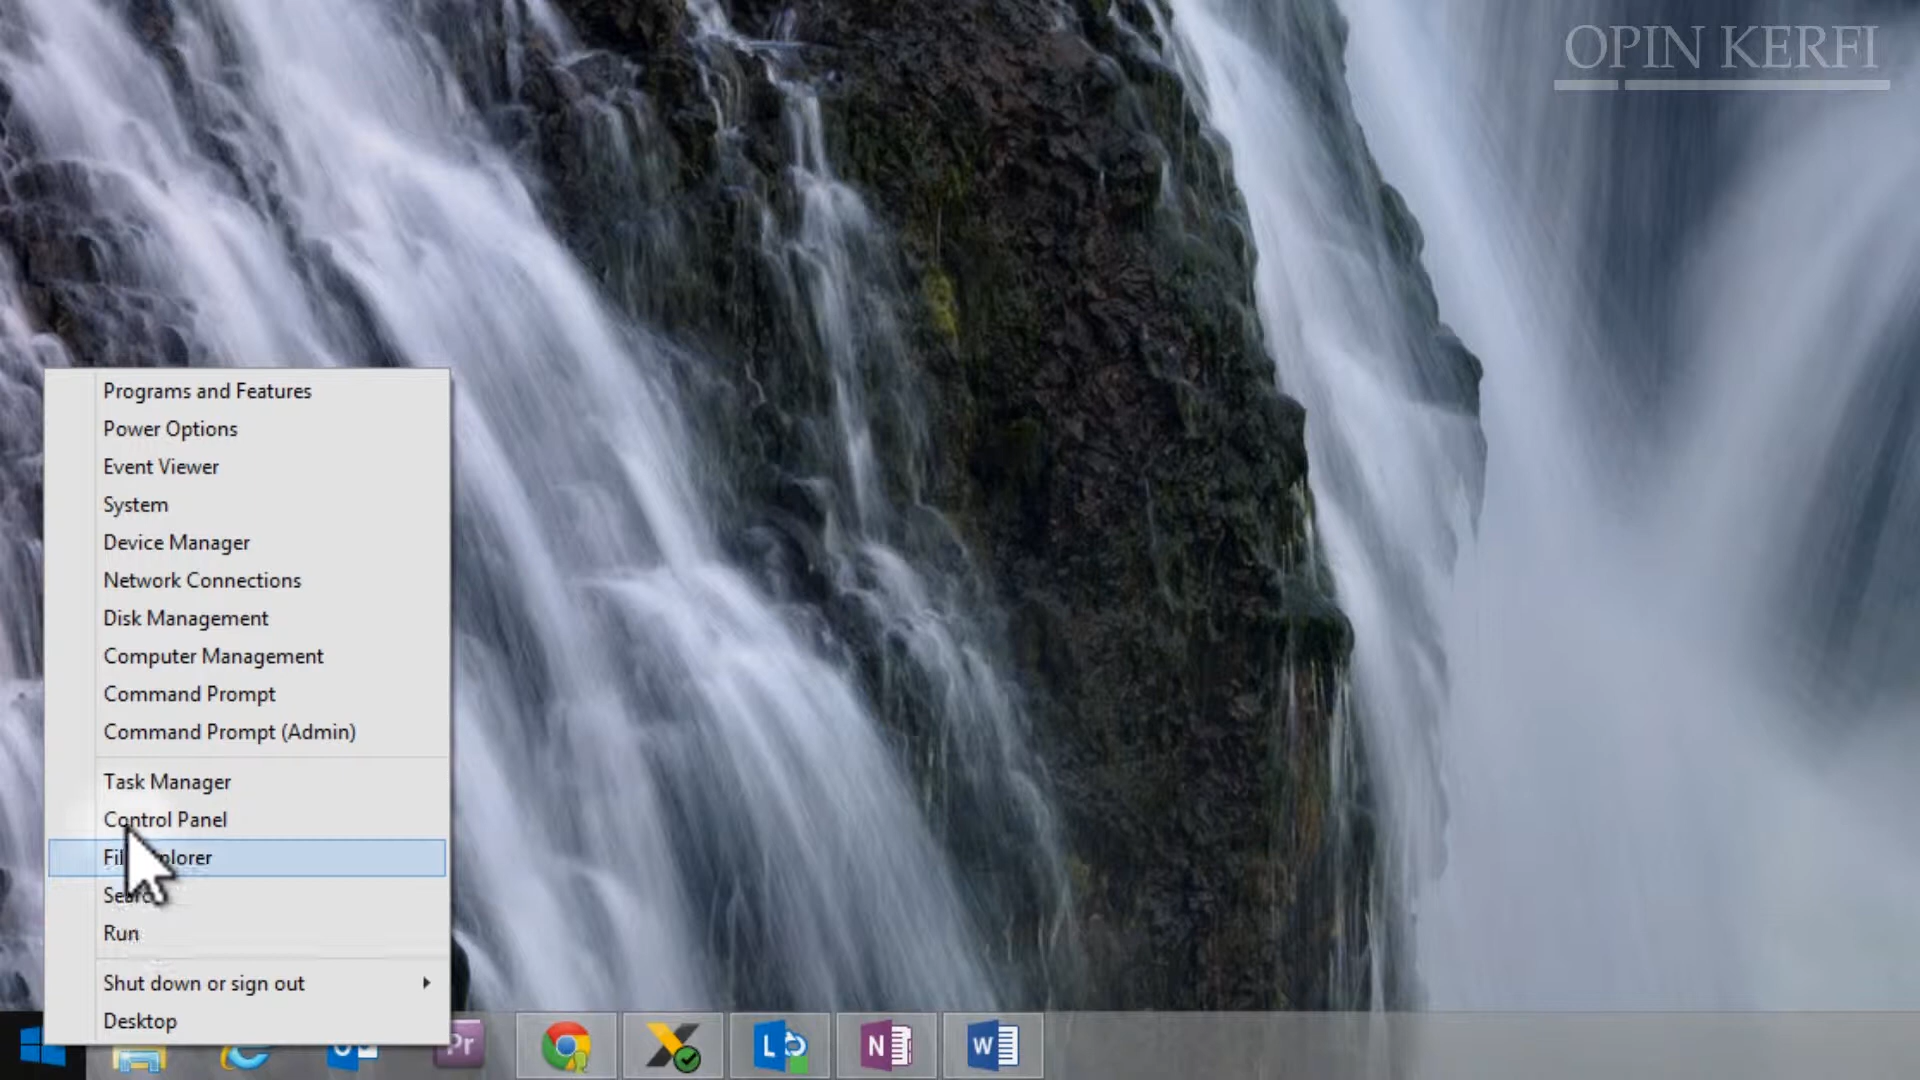 OPIN KERFI
Programs and Features
Power Options
Event Viewer
System
Device Manager
Network Connections
Disk Management
Computer Management
Command Prompt
Command Prompt (Admin)
Task Manager
Control Panel
File Explorer
Search
Run
Shut down or sign out
Desktop
Pr
L
N
W